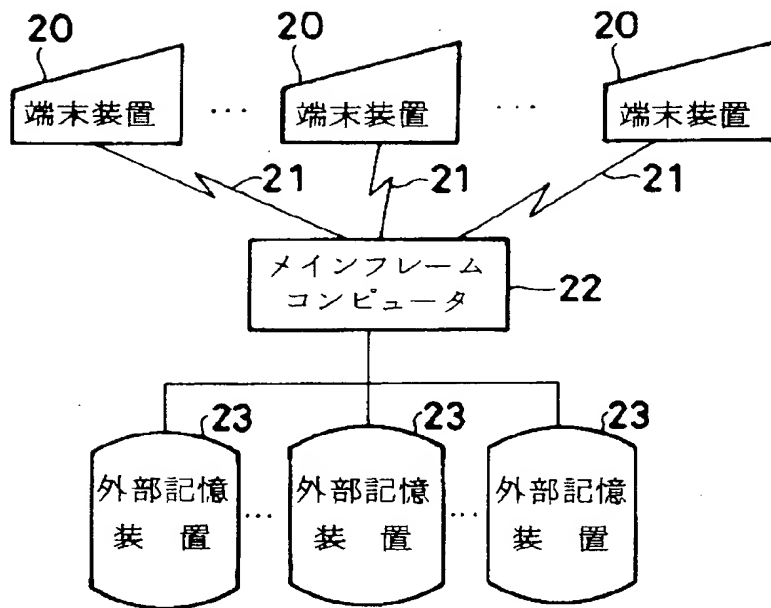 20 20 20
端末装置 ... 端末装置 ... 端末装置
21 21 21
メインフレーム
コンピュータ
22
23 23 23
外部記憶 外部記憶 外部記憶
装置 ... 装置 ... 装置